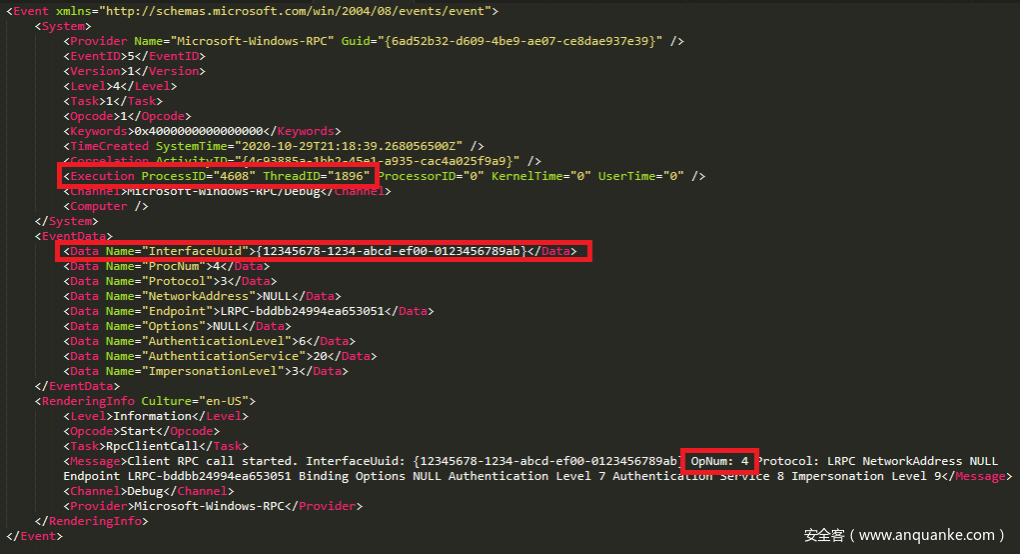 <Event xmlns="http://schemas.microsoft.com/win/2004/08/events/event">
<System>
<Provider Name="Microsoft-Windows-RPC" Guid="{6ad52b32-d609-4be9-ae07-ce8dae937e39}" />
<EventID>5</EventID>
<Version>1</Version>
<Level>4</Level>
<Task>1</Task>
<Opcode>1</Opcode>
<Keywords>0x4000000000000000</Keywords>
<TimeCreated SystemTime="2020-10-29T21:18:39.268056500Z" />
<Correlation ActivityID="{4c93885a-1bb2-45e1-a935-cac4a025f9a9}" />
<Execution ProcessID="4608" ThreadID="1896" ProcessorID="0" KernelTime="0" UserTime="0" />
<Channel>Microsoft-Windows-RPC/Debug</Channel>
<Computer />
</System>
<EventData>
<Data Name="InterfaceUuid">{12345678-1234-abcd-ef00-0123456789ab}</Data>
<Data Name="ProcNum">4</Data>
<Data Name="Protocol">3</Data>
<Data Name="NetworkAddress">NULL</Data>
<Data Name="Endpoint">LRPC-bddbb24994ea653051</Data>
<Data Name="Options">NULL</Data>
<Data Name="AuthenticationLevel">6</Data>
<Data Name="AuthenticationService">20</Data>
<Data Name="ImpersonationLevel">3</Data>
</EventData>
<RenderingInfo Culture="en-US">
<Level>Information</Level>
<Opcode>Start</Opcode>
<Task>RpcClientCall</Task>
<Message>Client RPC call started. InterfaceUuid: {12345678-1234-abcd-ef00-0123456789ab} OpNum: 4 Protocol: LRPC NetworkAddress NULL
Endpoint LRPC-bddbb24994ea653051 Binding Options NULL Authentication Level 7 Authentication Service 8 Impersonation Level 9</Message>
<Channel>Debug</Channel>
<Provider>Microsoft-Windows-RPC</Provider>
</RenderingInfo>
</Event>
安全客（www.anquanke.com）